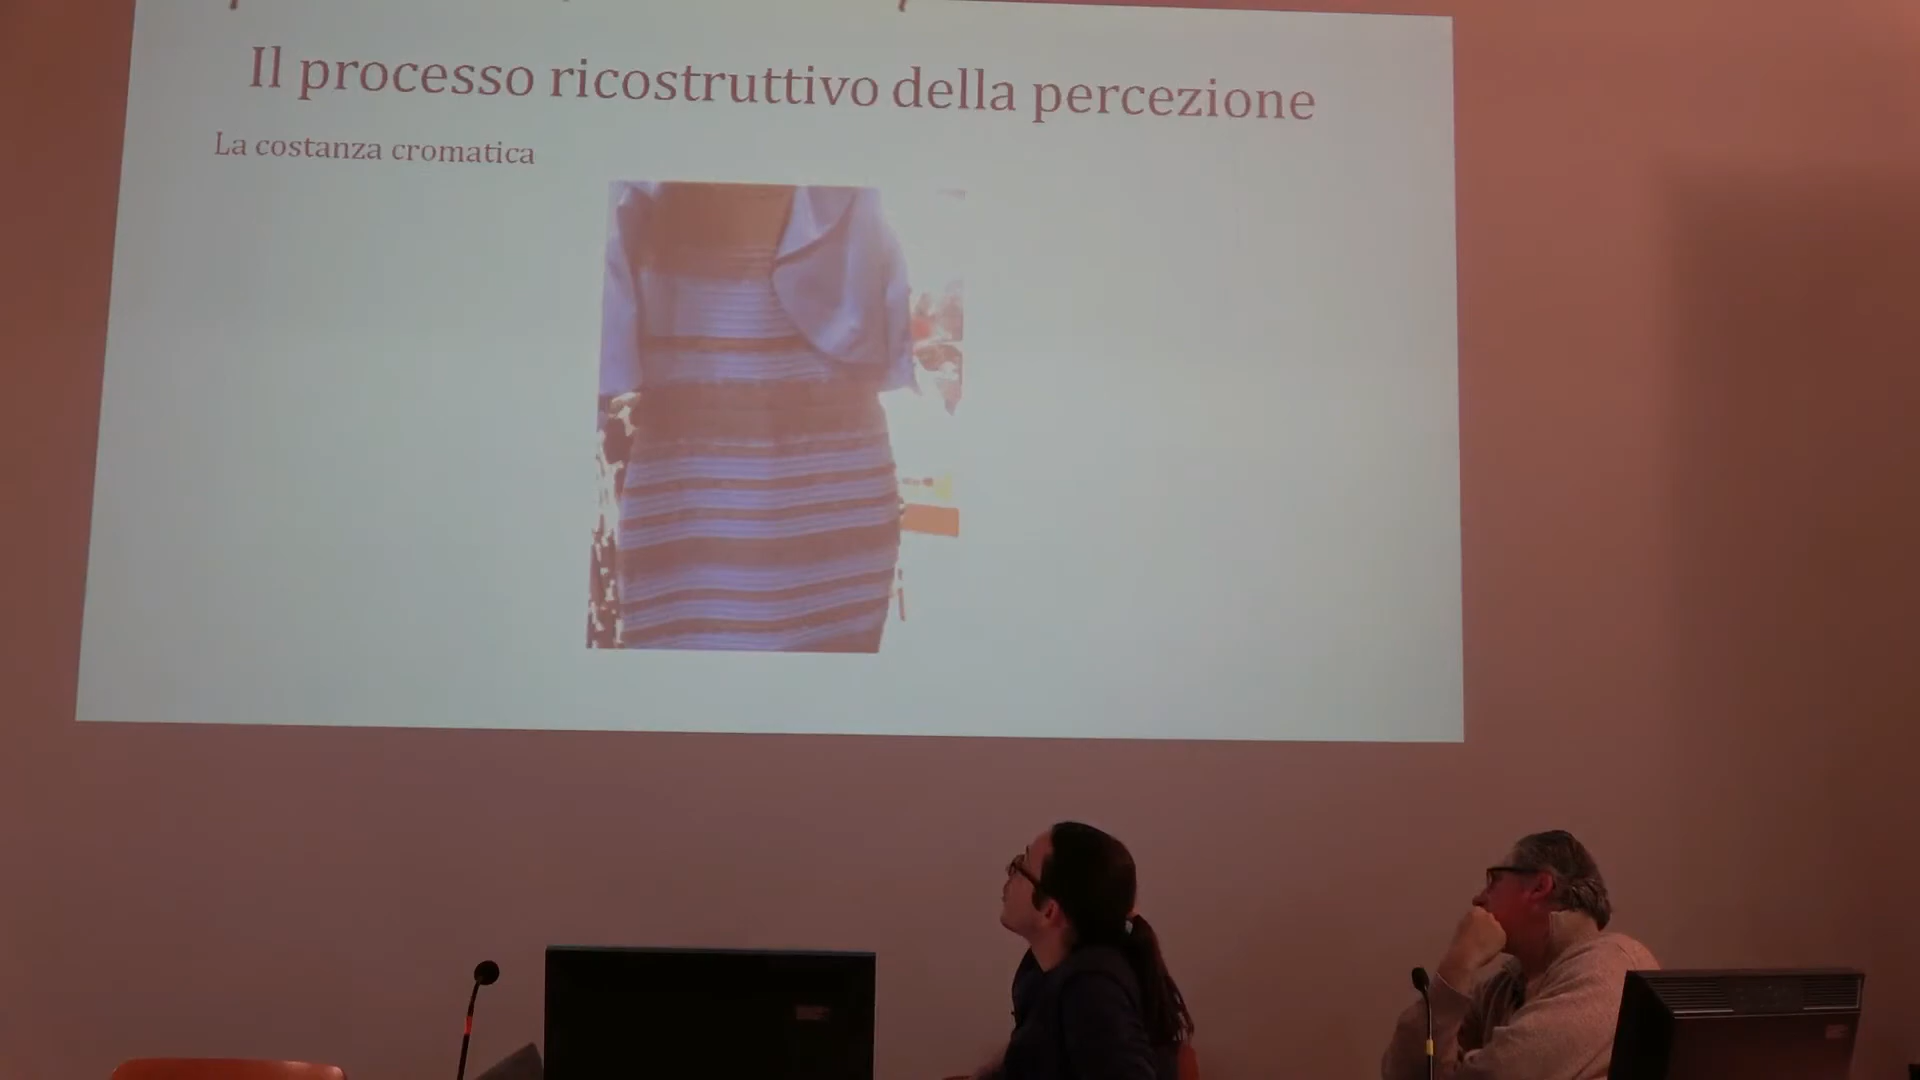 Il processo ricostruttivo della percezione
La costanza cromatica